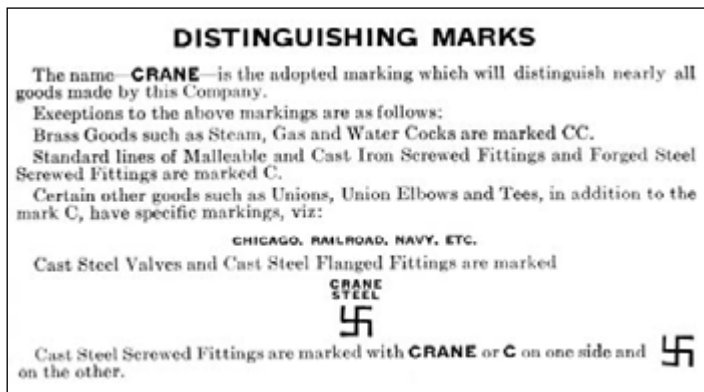 DISTINGUISHING MARKS
The name—CRANE—is the adopted marking which will distinguish nearly all
goods made by this Company.
Exceptions to the above markings are as follows:
Brass Goods such as Steam, Gas and Water Cocks are marked CC.
Standard lines of Malleable and Cast Iron Screwed Fittings and Forged Steel
Screwed Fittings are marked C.
Certain other goods such as Unions, Union Elbows and Tees, in addition to the
mark C, have specific markings, viz:
CHICAGO, RAILROAD, NAVY, ETC.
Cast Steel Valves and Cast Steel Flanged Fittings are marked
CRANE
STEEL
卐
Cast Steel Screwed Fittings are marked with CRANE or C on one side and 卐
on the other.